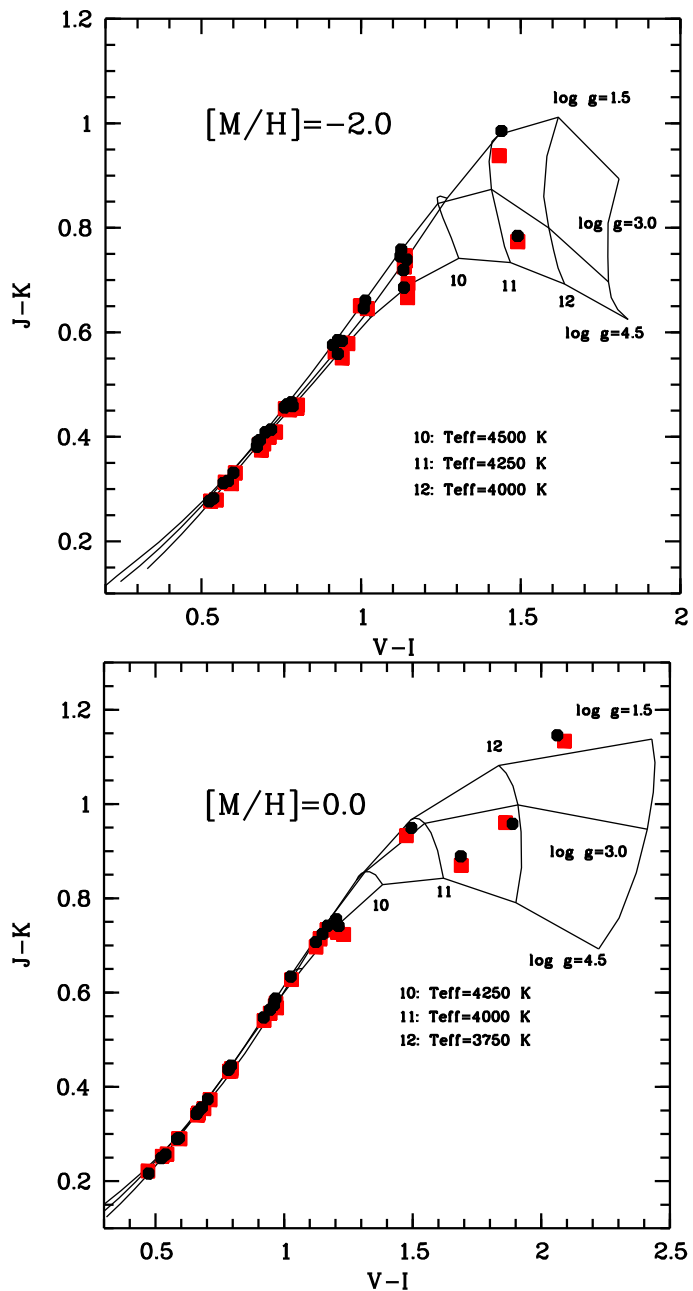 1.2
[M/H]=−2.0
log g=1.5
1
0.8
log g=3.0
J−K
10
11
12
0.6
log g=4.5
0.4
10: Teff=4500 K
11: Teff=4250 K
12: Teff=4000 K
0.2
0.5
1
1.5
2
V−I
1.2
log g=1.5
12
[M/H]=0.0
1
log g=3.0
J−K
0.8
10
11
log g=4.5
0.6
10: Teff=4250 K
11: Teff=4000 K
12: Teff=3750 K
0.4
0.2
0.5
1
1.5
2
2.5
V−I